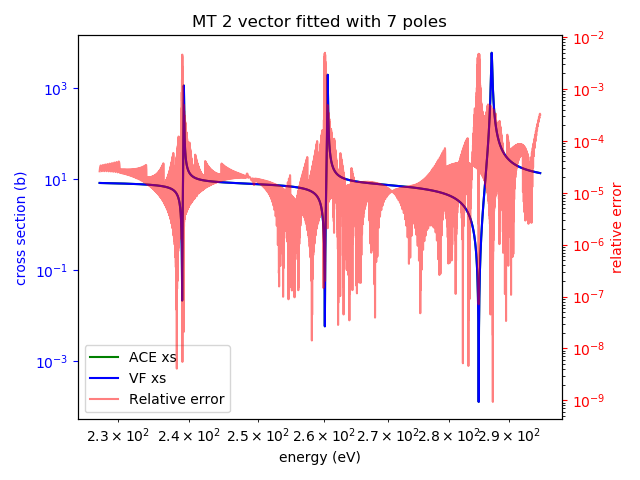 MT 2 vector fitted with 7 poles
cross section (b)
10³
10¹
10⁻¹
10⁻³
10⁻²
10⁻³
10⁻⁴
10⁻⁵
10⁻⁶
10⁻⁷
10⁻⁸
10⁻⁹
relative error
ACE xs
VF xs
Relative error
2.3 × 10² 2.4 × 10² 2.5 × 10² 2.6 × 10² 2.7 × 10² 2.8 × 10² 2.9 × 10²
energy (eV)